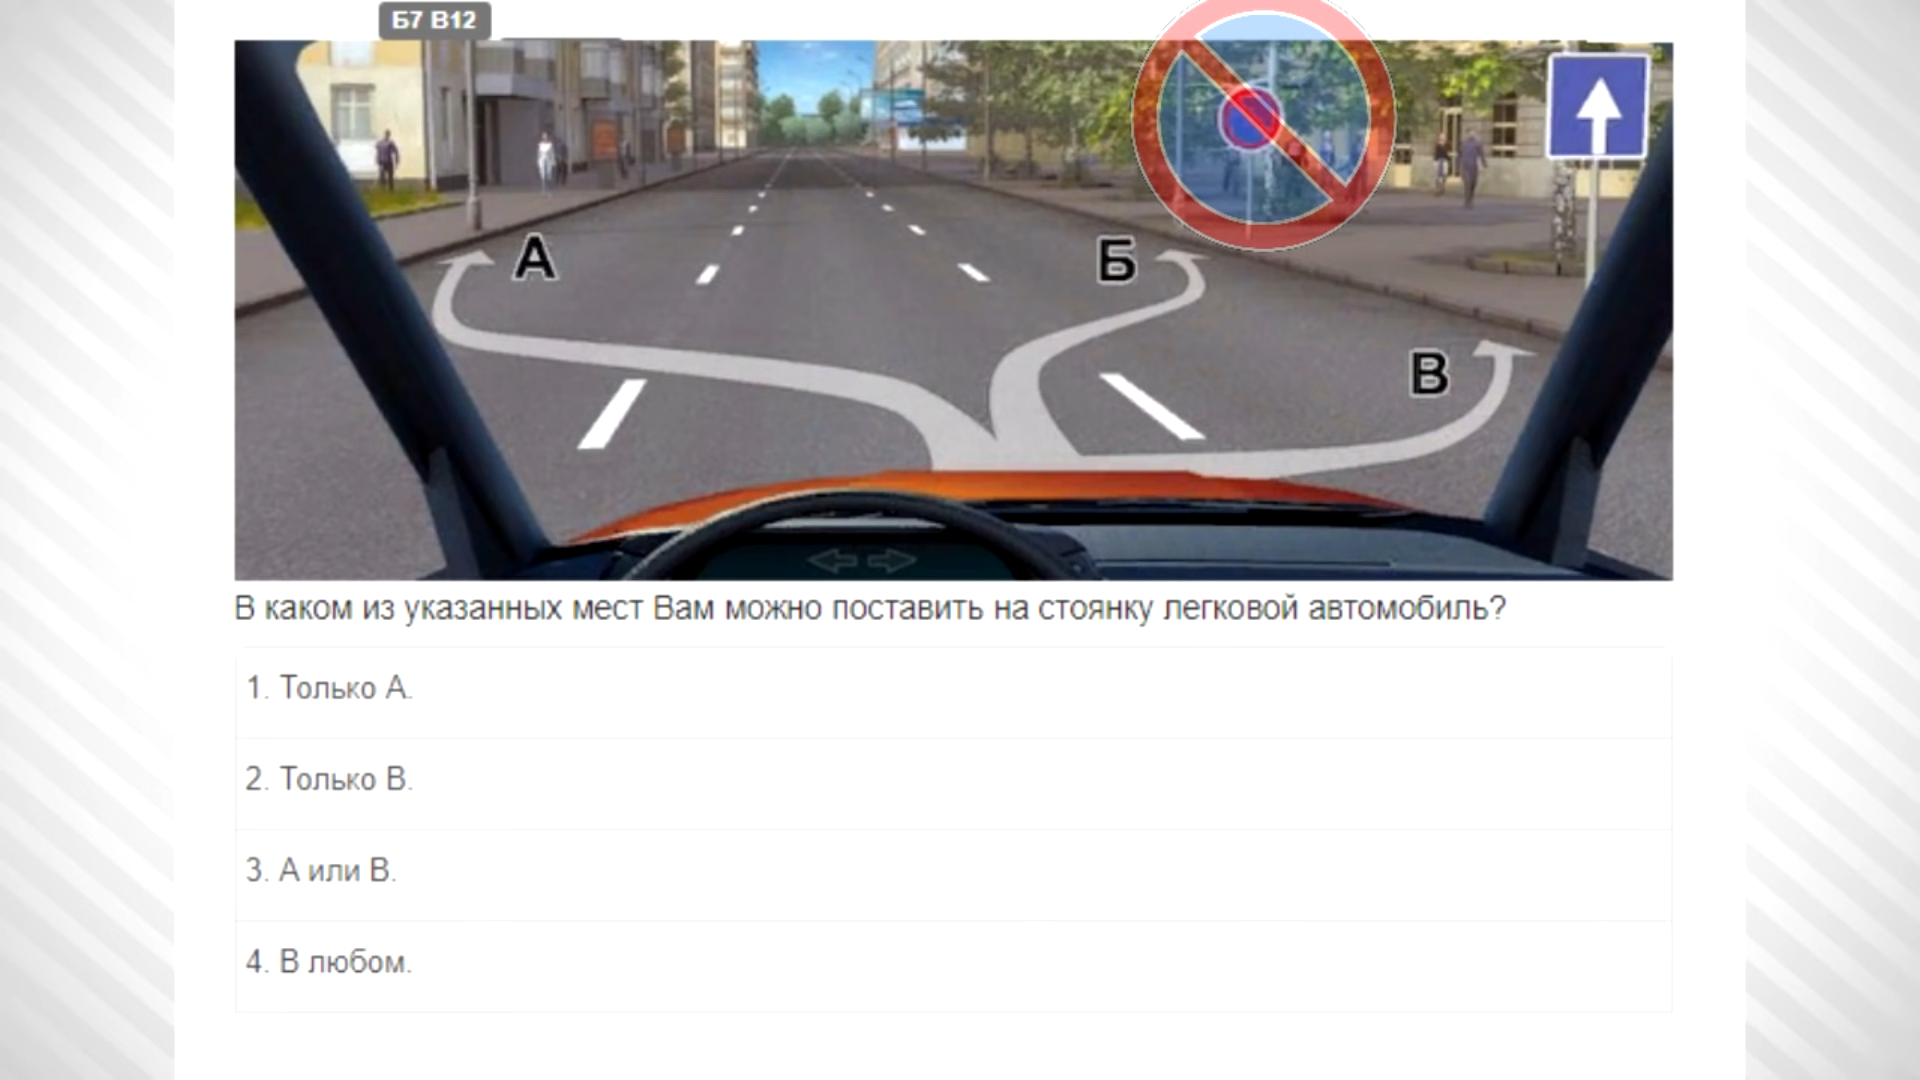 Б7 В12
А
Б
В
В каком из указанных мест Вам можно поставить на стоянку легковой автомобиль?
1. Только А.
2. Только В.
3. А или В.
4. В любом.